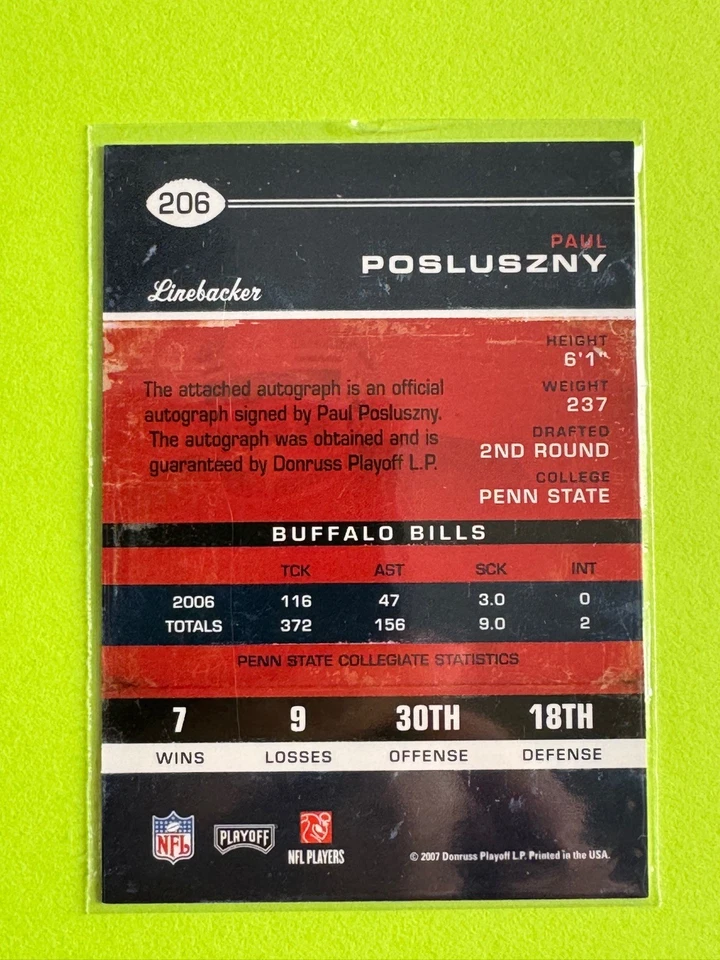 206
PAUL
POSLUSZNY
Linebacker
HEIGHT
6'1"
The attached autograph is an official
autograph signed by Paul Posluszny.
The autograph was obtained and is
guaranteed by Donruss Playoff L.P.
WEIGHT
237
DRAFTED
2ND ROUND
COLLEGE
PENN STATE
BUFFALO BILLS
TCK AST SCK INT
2006 116 47 3.0 0
TOTALS 372 156 9.0 2
PENN STATE COLLEGIATE STATISTICS
7 9 30TH 18TH
WINS LOSSES OFFENSE DEFENSE
NFL
PLAYOFF
NFL PLAYERS
© 2007 Donruss Playoff L.P. Printed in the USA.